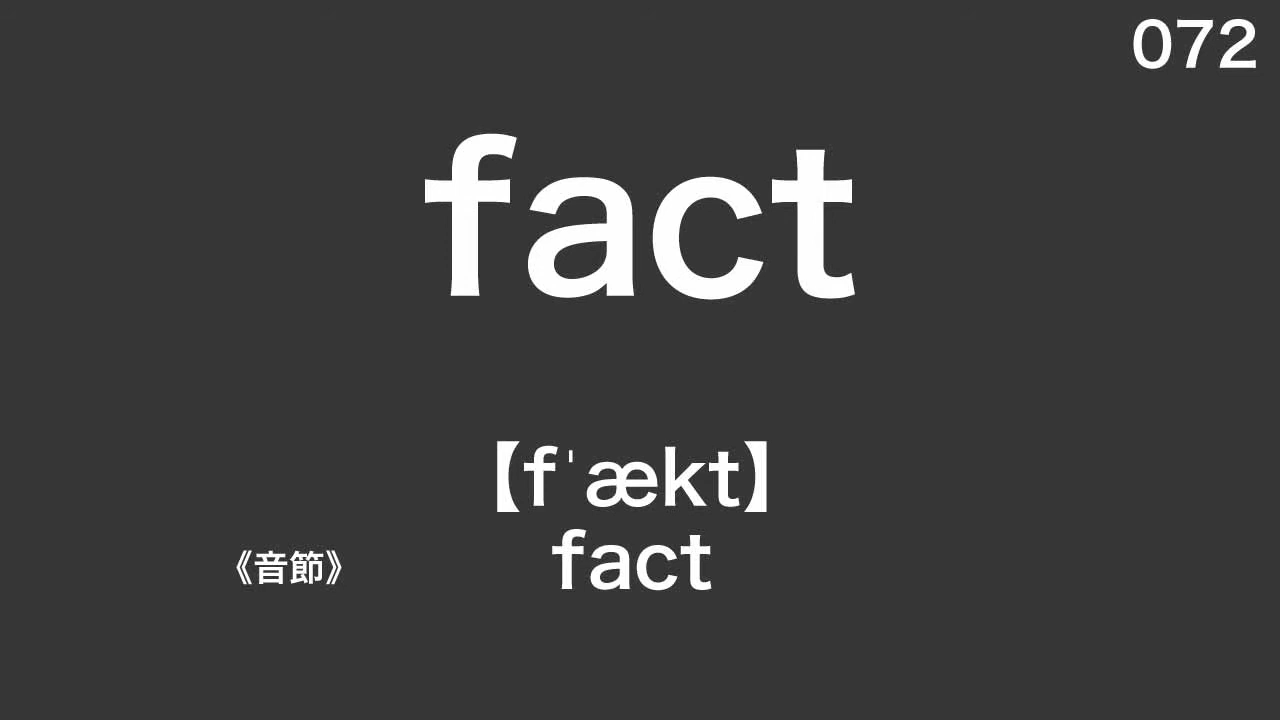 072
fact
【fˈækt】
《音節》 fact